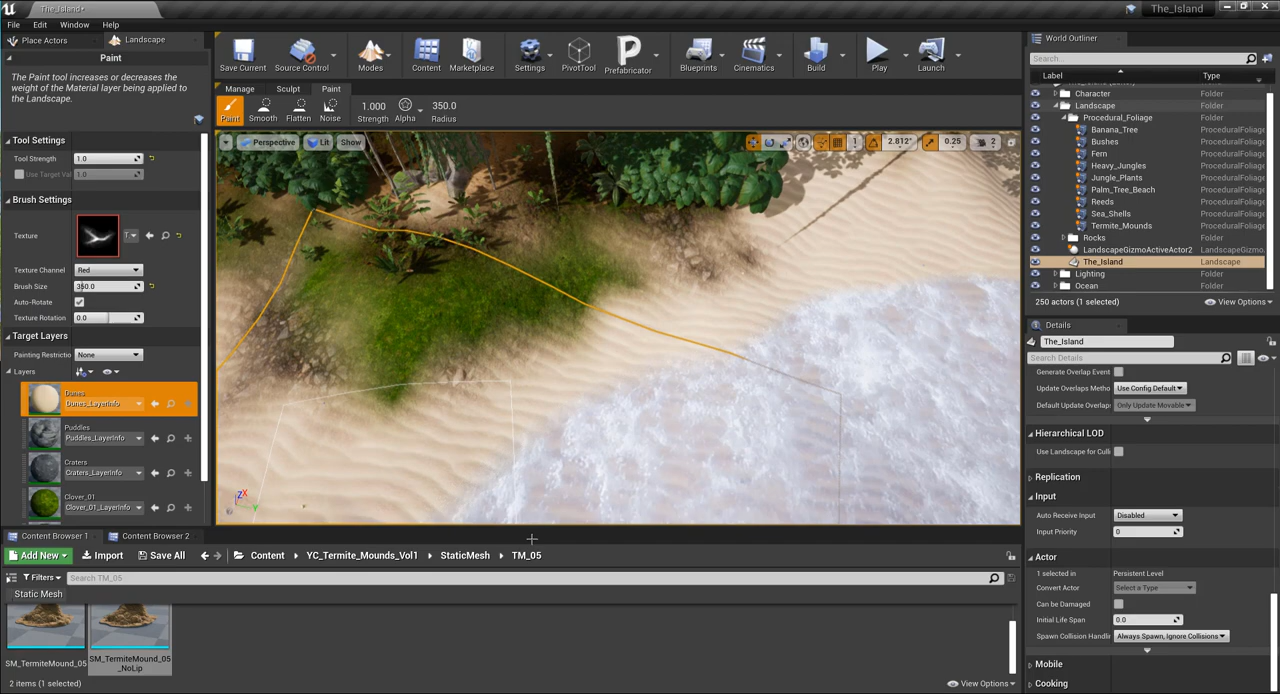 The_Island*
The_Island
File Edit Window Help
Place Actors
Landscape
Paint
The Paint tool increases or decreases the
weight of the Material layer being applied to
the Landscape.
Tool Settings
Tool Strength 1.0
Use Target Val 1.0
Brush Settings
Texture
Texture Channel Red
Brush Size 350.0
Auto-Rotate
Texture Rotation 0.0
Target Layers
Painting Restrictio None
Layers
Dunes
Dunes_LayerInfo
Puddles
Puddles_LayerInfo
Craters
Craters_LayerInfo
Clover_01
Clover_01_LayerInfo
Save Current Source Control Modes Content Marketplace Settings PivotTool Prefabricator Blueprints Cinematics Build Play Launch
Manage Sculpt Paint
Paint Smooth Flatten Noise
1.000
Strength
Alpha
350.0
Radius
Perspective Lit Show
1 2.812° 0.25 2
World Outliner
Search...
Label Type
Character Folder
Landscape Folder
Procedural_Foliage Folder
Banana_Tree ProceduralFoliage
Bushes ProceduralFoliage
Fern ProceduralFoliage
Heavy_Jungles ProceduralFoliage
Jungle_Plants ProceduralFoliage
Palm_Tree_Beach ProceduralFoliage
Reeds ProceduralFoliage
Sea_Shells ProceduralFoliage
Termite_Mounds ProceduralFoliage
Rocks Folder
LandscapeGizmoActiveActor2 LandscapeGizmo
The_Island Landscape
Lighting Folder
Ocean Folder
250 actors (1 selected) View Options
Details
The_Island
Search Details
Generate Overlap Event
Update Overlaps Metho Use Config Default
Default Update Overlap Only Update Movable
Hierarchical LOD
Use Landscape for Culli
Replication
Input
Auto Receive Input Disabled
Input Priority 0
Actor
1 selected in Persistent Level
Convert Actor Select a Type
Can be Damaged
Initial Life Span 0.0
Spawn Collision Handli Always Spawn, Ignore Collisions
Mobile
Cooking
Content Browser 1 Content Browser 2
Add New Import Save All Content YC_Termite_Mounds_Vol1 StaticMesh TM_05
Filters Search TM_05
Static Mesh
SM_TermiteMound_05
SM_TermiteMound_05
_NoLip
2 items (1 selected) View Options